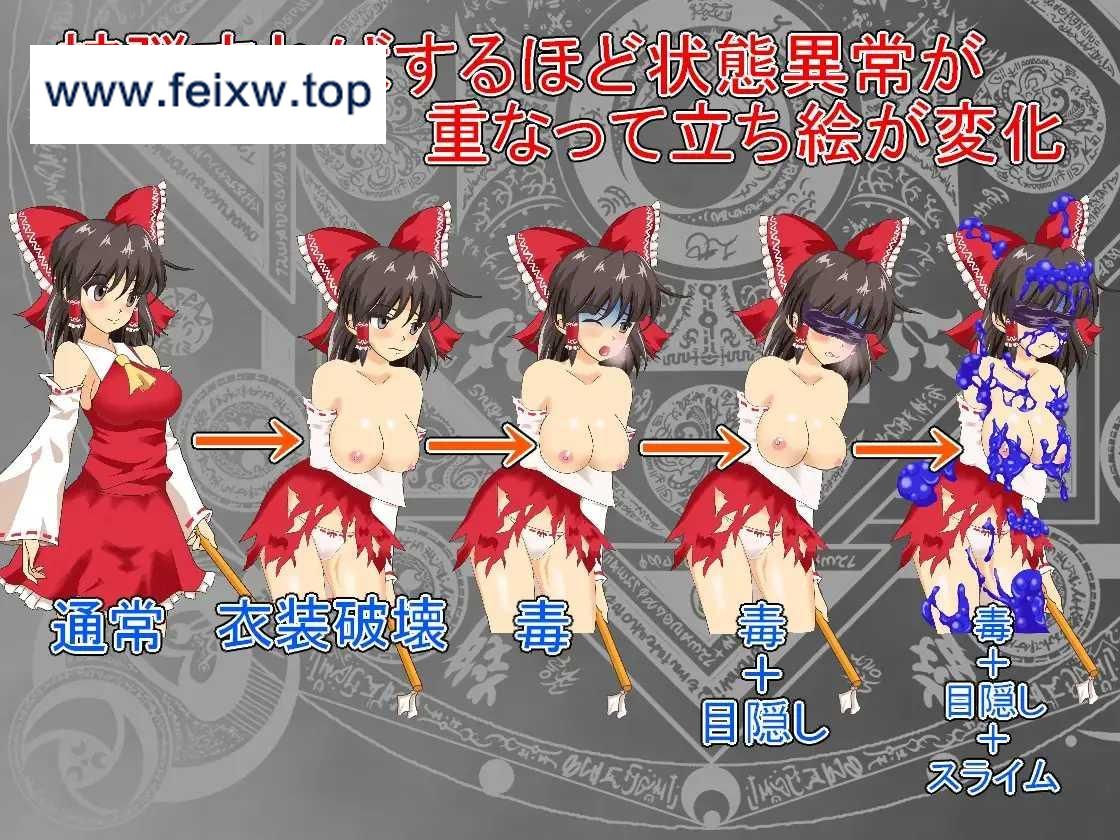 www.feixw.top
するほど状態異常が
重なって立ち絵が変化
通常
衣装破壊
毒
毒
+
目隠し
毒
+
目隠し
+
スライム